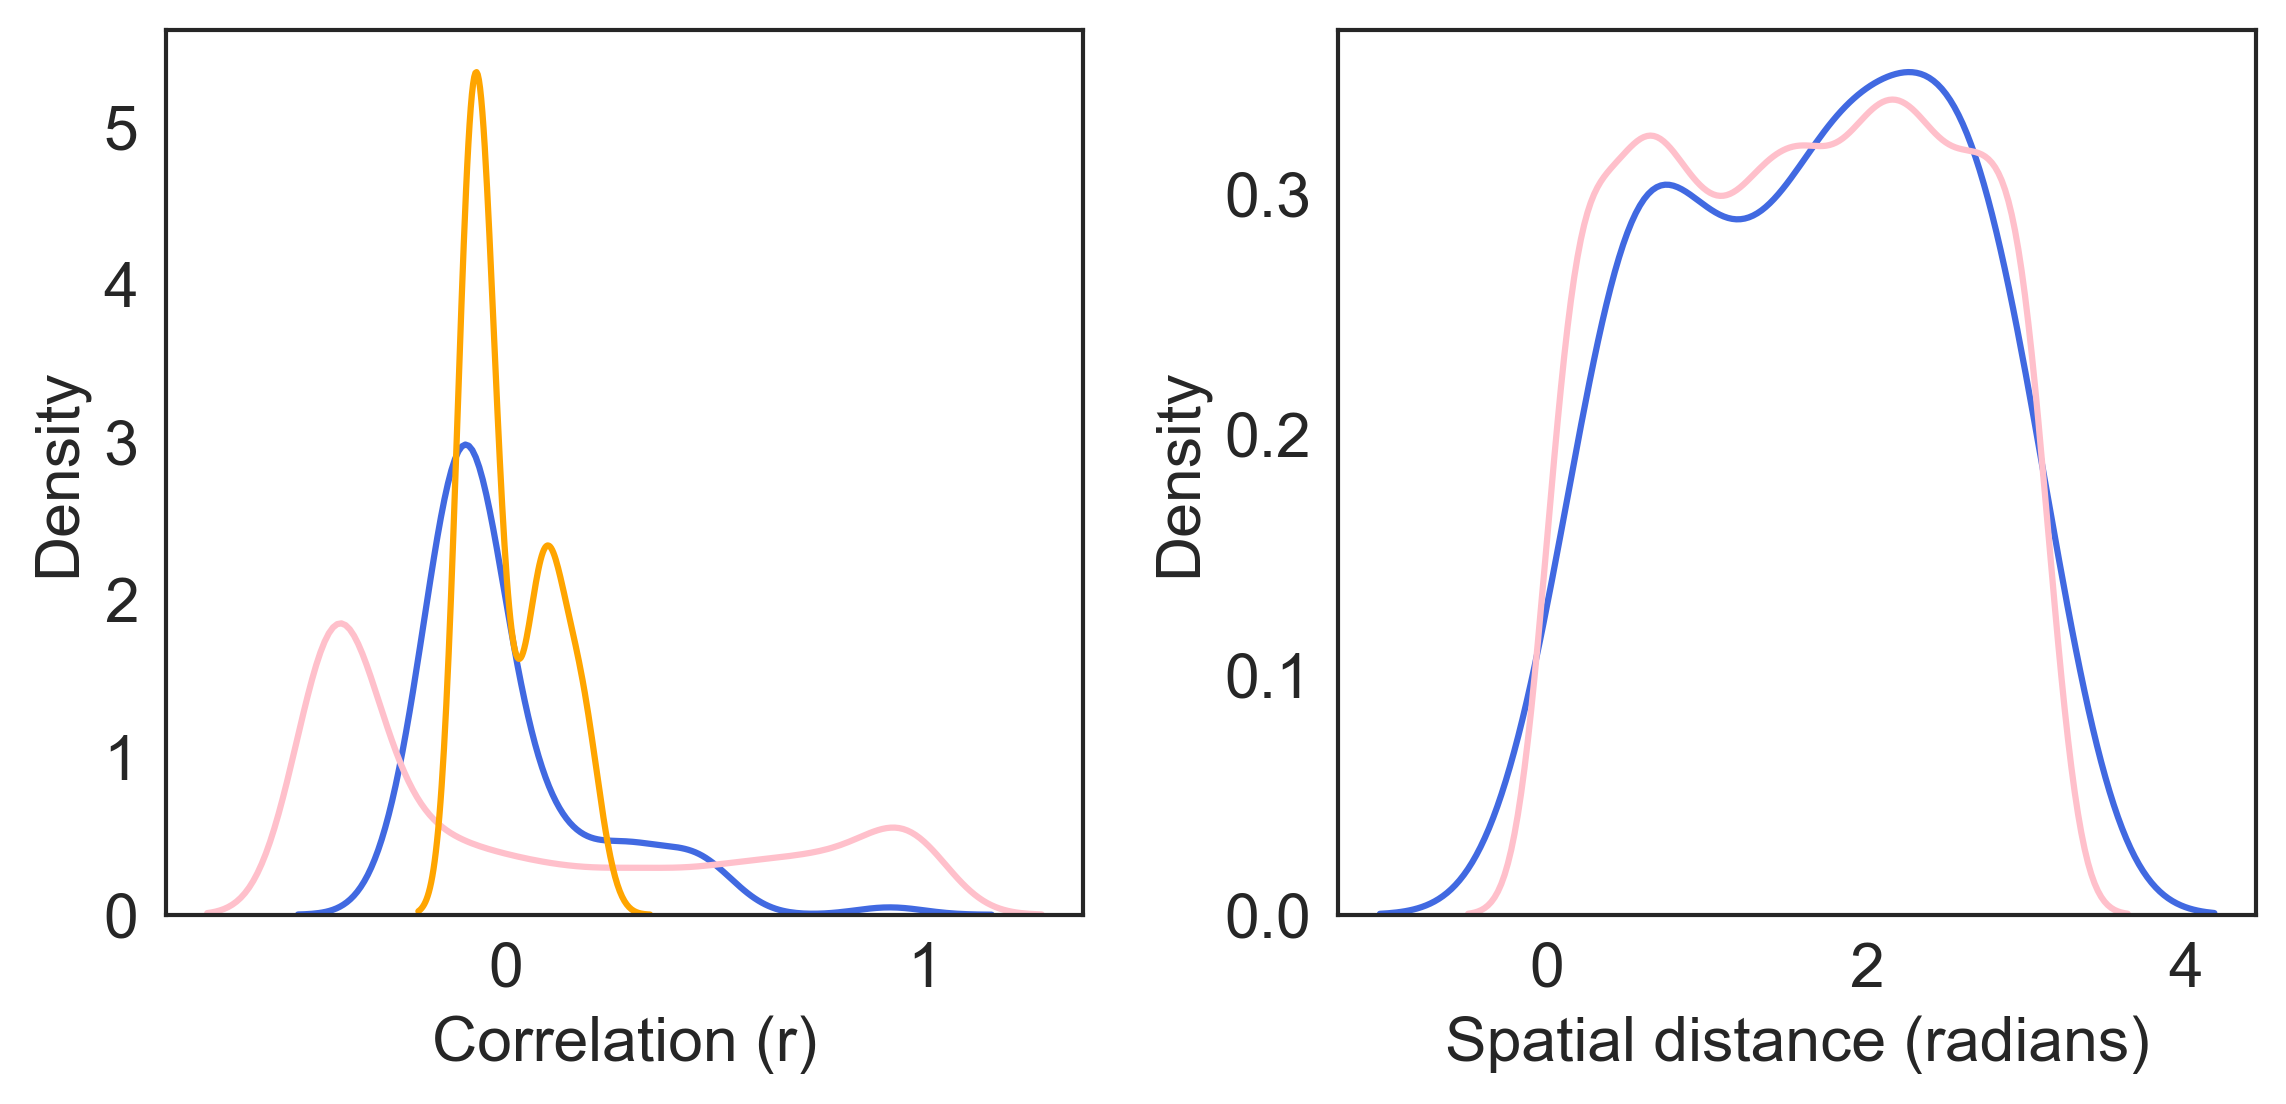 Density
5
4
3
2
1
0
0 1
Correlation (r)
Density
0.3
0.2
0.1
0.0
0 2 4
Spatial distance (radians)